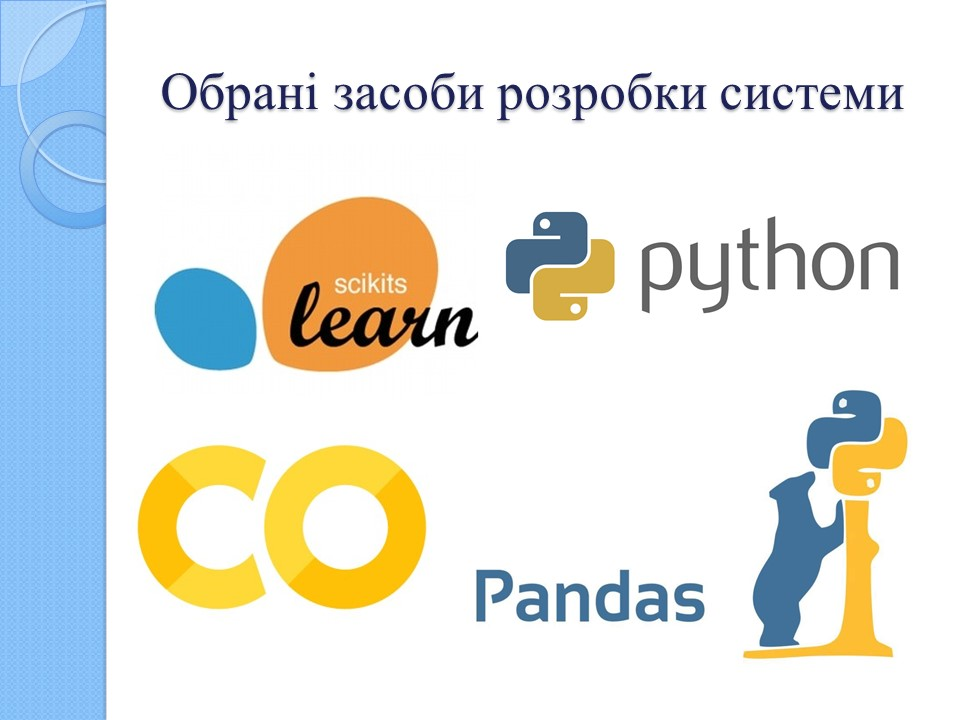 Обрані засоби розробки системи
scikits
learn
python
CO
Pandas